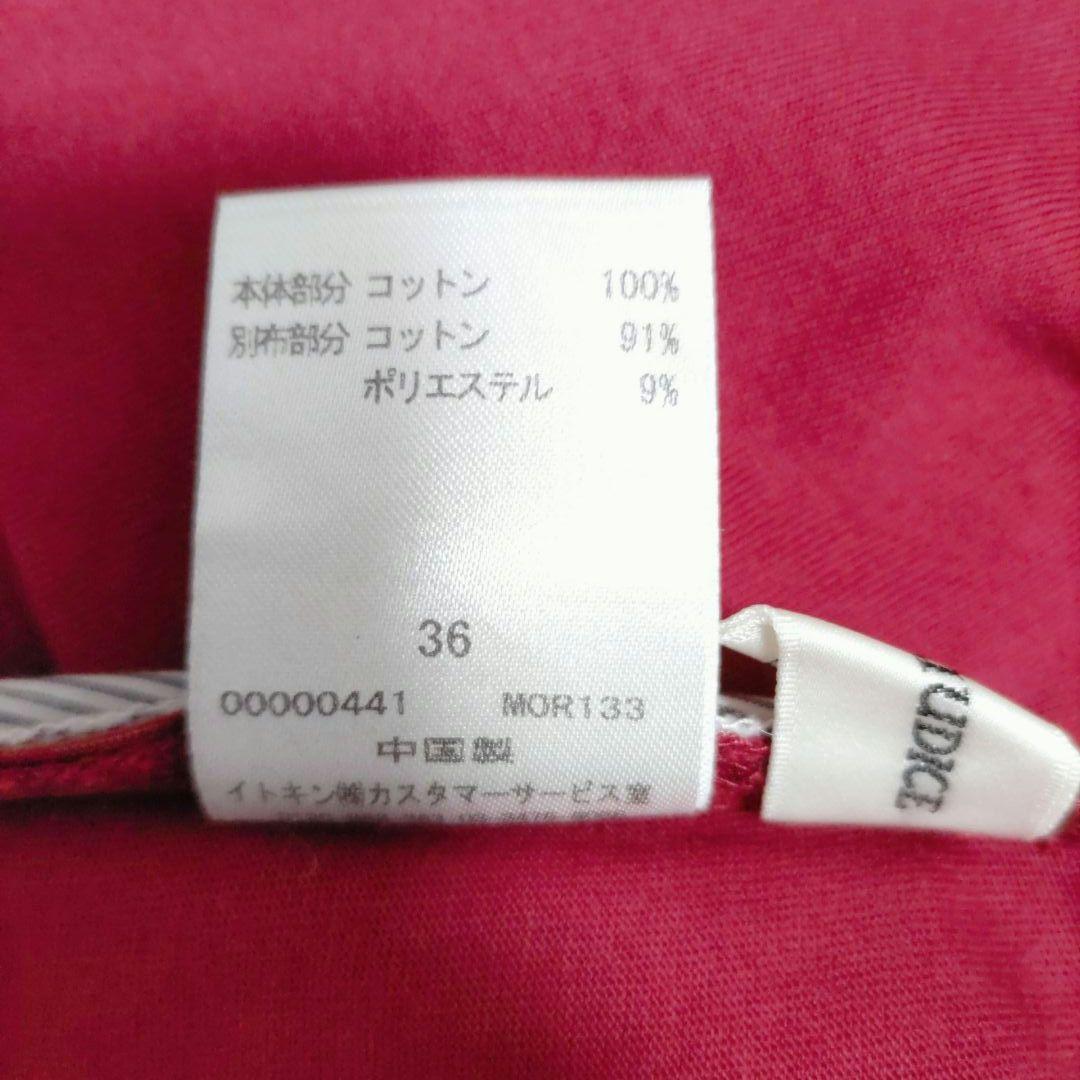 本体部分 コットン 100%
別布部分 コットン 91%
ポリエステル 9%
36
00000441 MOR133
中国製
イトキン㈱カスタマーサービス室
UDICE